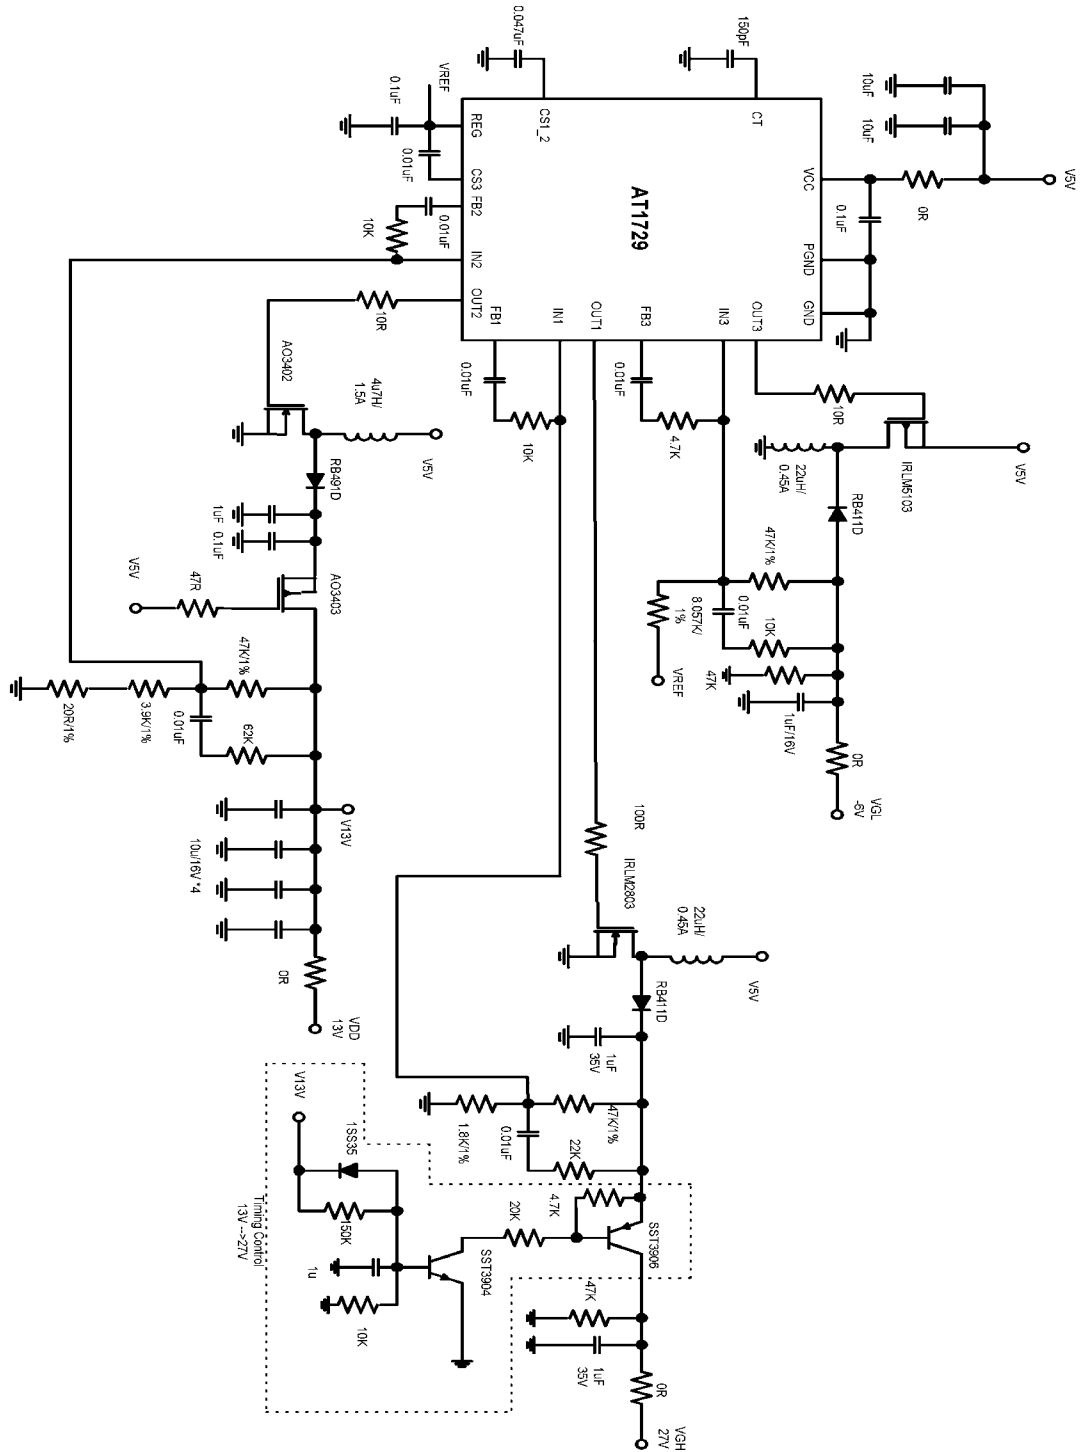 0.047uF
150pF
VREF
0.1uF
0.01uF
10uF
10uF
V5V
0R
0.1uF
REG
CS1_2
CT
VCC
CS3
FB2
IN2
OUT2
FB1
IN1
OUT1
FB3
IN3
OUT3
GND
PGND
AT1729
0.01uF
10K
10R
AO3402
4u7H/
1.5A
V5V
0.01uF
10K
0.01uF
4.7K
10R
IRLM5103
V5V
22uH/
0.45A
RB411D
RB491D
1uF
0.1uF
AO3403
V5V
47R
47K/1%
20R/1%
3.9K/1%
0.01uF
62K
V13V
10u/16V *4
0R
VDD
13V
47K/1%
8.057K/
1%
0.01uF
10K
VREF
47K
1uF/16V
0R
VGL
-6V
100R
IRLM2803
22uH/
0.45A
V5V
RB411D
1uF
35V
47K/1%
1.8K/1%
0.01uF
22K
V13V
1SS35
150K
Timing Control
13V -->27V
1u
10K
SST3904
20K
4.7K
SST3906
47K
1uF
35V
0R
VGH
27V